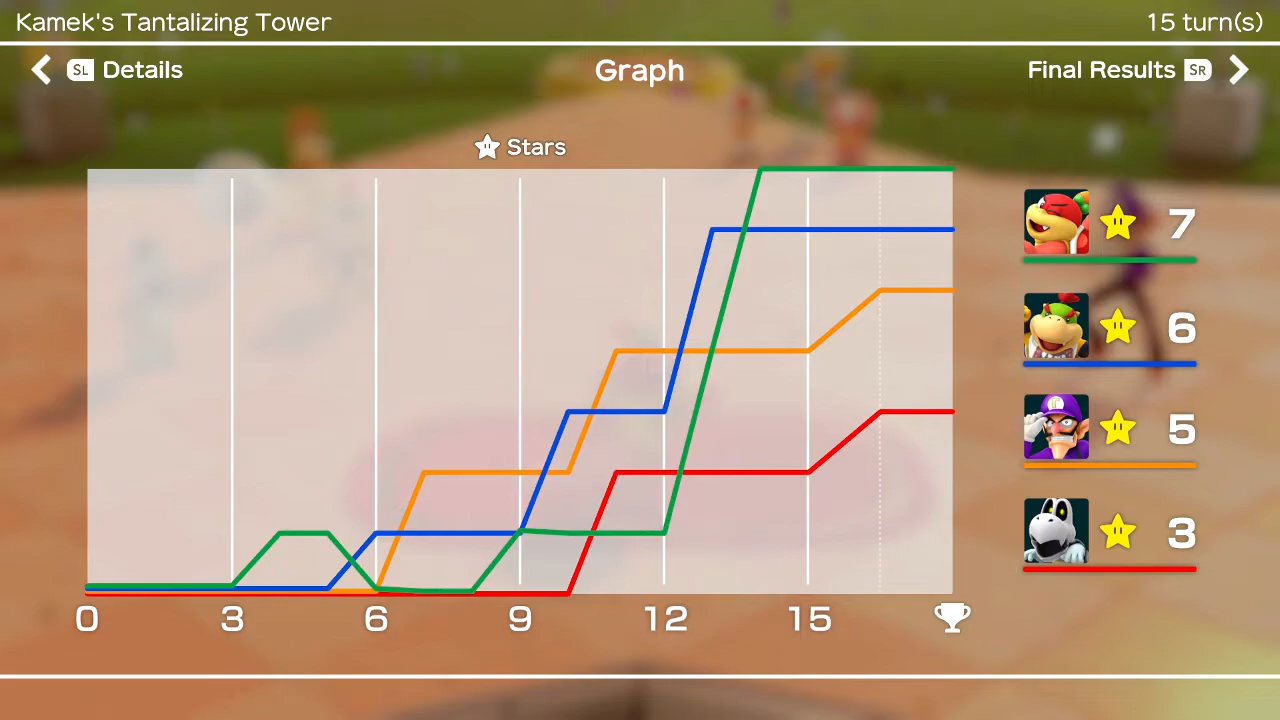 Kamek's Tantalizing Tower
15 turn(s)
SL Details
Graph
Final Results SR
Stars
7
6
5
3
0 3 6 9 12 15